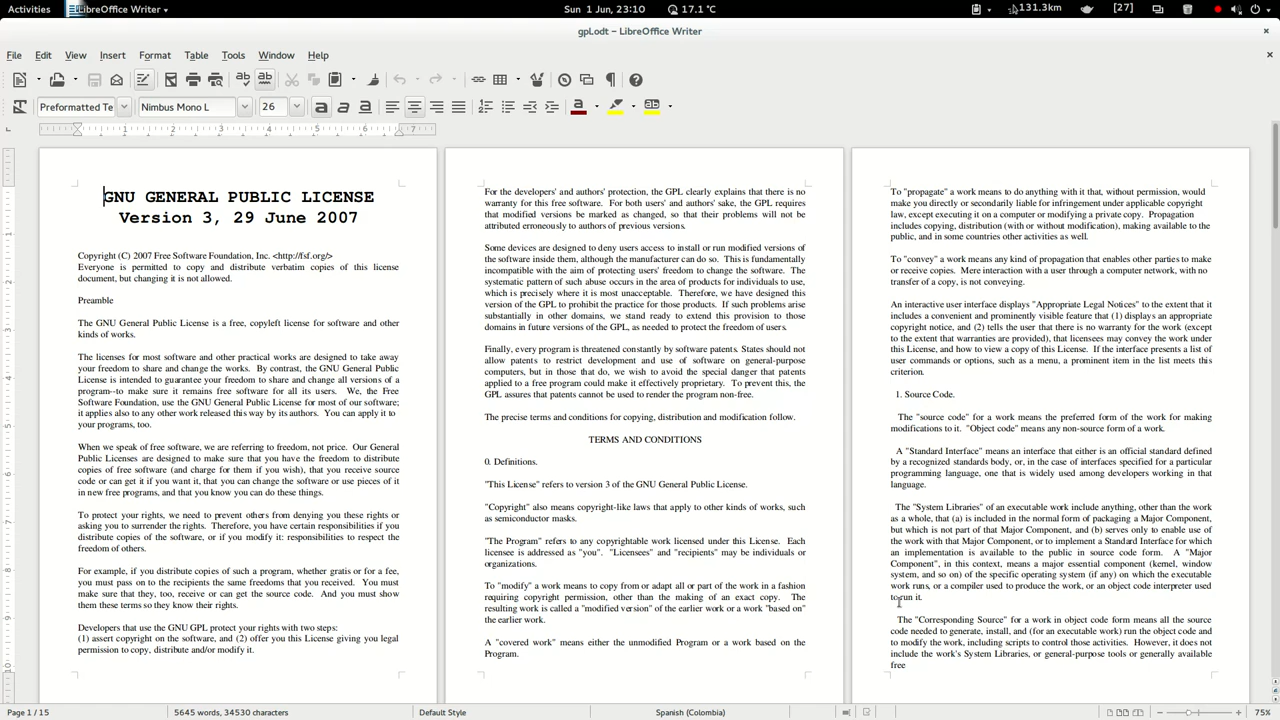 Activities LibreOffice Writer Sun 1 Jun, 23:10 17.1 °C 131.3km [27]
gpl.odt – LibreOffice Writer
File Edit View Insert Format Table Tools Window Help
Preformatted Te Nimbus Mono L 26
1 2 3 4 5 6 7
GNU GENERAL PUBLIC LICENSE
Version 3, 29 June 2007
Copyright (C) 2007 Free Software Foundation, Inc. <http://fsf.org/>
Everyone is permitted to copy and distribute verbatim copies of this license
document, but changing it is not allowed.
Preamble
The GNU General Public License is a free, copyleft license for software and other
kinds of works.
The licenses for most software and other practical works are designed to take away
your freedom to share and change the works. By contrast, the GNU General Public
License is intended to guarantee your freedom to share and change all versions of a
program--to make sure it remains free software for all its users. We, the Free
Software Foundation, use the GNU General Public License for most of our software;
it applies also to any other work released this way by its authors. You can apply it to
your programs, too.
When we speak of free software, we are referring to freedom, not price. Our General
Public Licenses are designed to make sure that you have the freedom to distribute
copies of free software (and charge for them if you wish), that you receive source
code or can get it if you want it, that you can change the software or use pieces of it
in new free programs, and that you know you can do these things.
To protect your rights, we need to prevent others from denying you these rights or
asking you to surrender the rights. Therefore, you have certain responsibilities if you
distribute copies of the software, or if you modify it: responsibilities to respect the
freedom of others.
For example, if you distribute copies of such a program, whether gratis or for a fee,
you must pass on to the recipients the same freedoms that you received. You must
make sure that they, too, receive or can get the source code. And you must show
them these terms so they know their rights.
Developers that use the GNU GPL protect your rights with two steps:
(1) assert copyright on the software, and (2) offer you this License giving you legal
permission to copy, distribute and/or modify it.
For the developers' and authors' protection, the GPL clearly explains that there is no
warranty for this free software. For both users' and authors' sake, the GPL requires
that modified versions be marked as changed, so that their problems will not be
attributed erroneously to authors of previous versions.
Some devices are designed to deny users access to install or run modified versions of
the software inside them, although the manufacturer can do so. This is fundamentally
incompatible with the aim of protecting users' freedom to change the software. The
systematic pattern of such abuse occurs in the area of products for individuals to use,
which is precisely where it is most unacceptable. Therefore, we have designed this
version of the GPL to prohibit the practice for those products. If such problems arise
substantially in other domains, we stand ready to extend this provision to those
domains in future versions of the GPL, as needed to protect the freedom of users.
Finally, every program is threatened constantly by software patents. States should not
allow patents to restrict development and use of software on general-purpose
computers, but in those that do, we wish to avoid the special danger that patents
applied to a free program could make it effectively proprietary. To prevent this, the
GPL assures that patents cannot be used to render the program non-free.
The precise terms and conditions for copying, distribution and modification follow.
TERMS AND CONDITIONS
0. Definitions.
"This License" refers to version 3 of the GNU General Public License.
"Copyright" also means copyright-like laws that apply to other kinds of works, such
as semiconductor masks.
"The Program" refers to any copyrightable work licensed under this License. Each
licensee is addressed as "you". "Licensees" and "recipients" may be individuals or
organizations.
To "modify" a work means to copy from or adapt all or part of the work in a fashion
requiring copyright permission, other than the making of an exact copy. The
resulting work is called a "modified version" of the earlier work or a work "based on"
the earlier work.
A "covered work" means either the unmodified Program or a work based on the
Program.
To "propagate" a work means to do anything with it that, without permission, would
make you directly or secondarily liable for infringement under applicable copyright
law, except executing it on a computer or modifying a private copy. Propagation
includes copying, distribution (with or without modification), making available to the
public, and in some countries other activities as well.
To "convey" a work means any kind of propagation that enables other parties to make
or receive copies. Mere interaction with a user through a computer network, with no
transfer of a copy, is not conveying.
An interactive user interface displays "Appropriate Legal Notices" to the extent that it
includes a convenient and prominently visible feature that (1) displays an appropriate
copyright notice, and (2) tells the user that there is no warranty for the work (except
to the extent that warranties are provided), that licensees may convey the work under
this License, and how to view a copy of this License. If the interface presents a list of
user commands or options, such as a menu, a prominent item in the list meets this
criterion.
1. Source Code.
The "source code" for a work means the preferred form of the work for making
modifications to it. "Object code" means any non-source form of a work.
A "Standard Interface" means an interface that either is an official standard defined
by a recognized standards body, or, in the case of interfaces specified for a particular
programming language, one that is widely used among developers working in that
language.
The "System Libraries" of an executable work include anything, other than the work
as a whole, that (a) is included in the normal form of packaging a Major Component,
but which is not part of that Major Component, and (b) serves only to enable use of
the work with that Major Component, or to implement a Standard Interface for which
an implementation is available to the public in source code form. A "Major
Component", in this context, means a major essential component (kernel, window
system, and so on) of the specific operating system (if any) on which the executable
work runs, or a compiler used to produce the work, or an object code interpreter used
to run it.
The "Corresponding Source" for a work in object code form means all the source
code needed to generate, install, and (for an executable work) run the object code and
to modify the work, including scripts to control those activities. However, it does not
include the work's System Libraries, or general-purpose tools or generally available
free
Page 1 / 15 5645 words, 34530 characters Default Style Spanish (Colombia) 75%